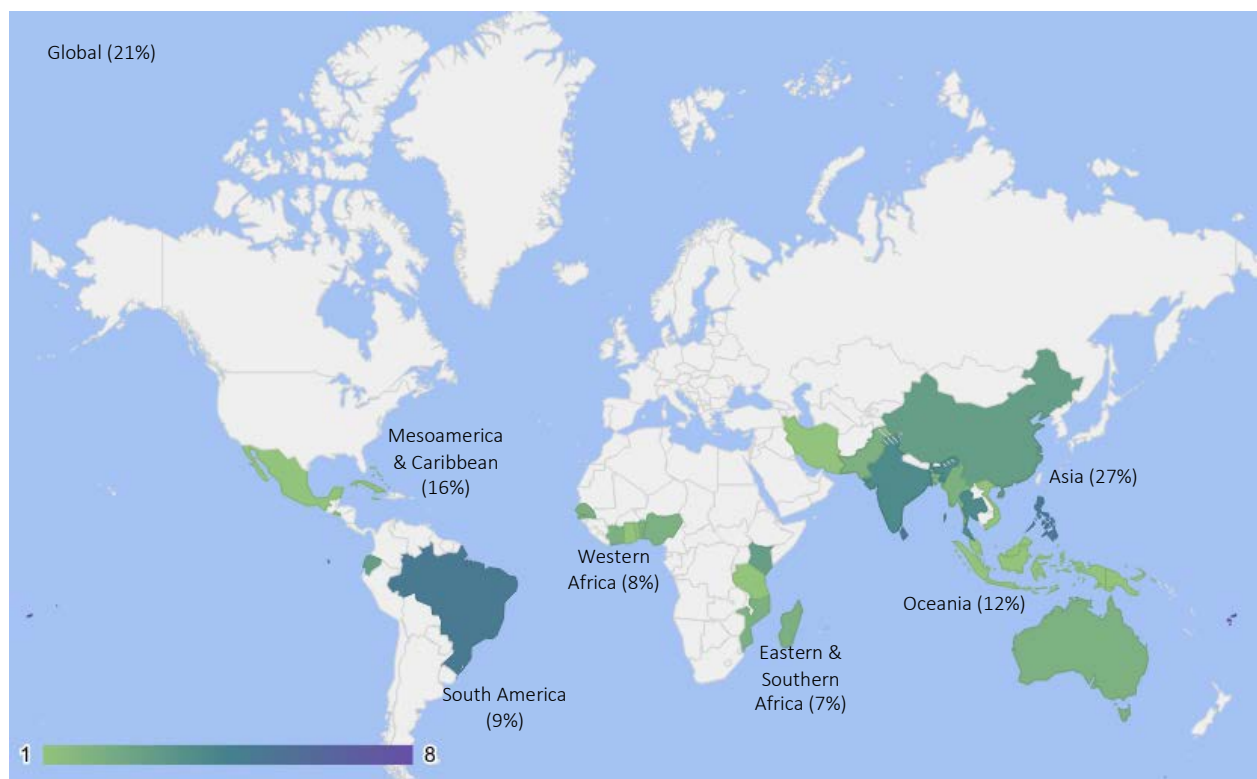 Global (21%)
Mesoamerica
& Caribbean
(16%)
Asia (27%)
Western
Africa (8%)
Oceania (12%)
Eastern &
Southern
Africa (7%)
South America
(9%)
1
8